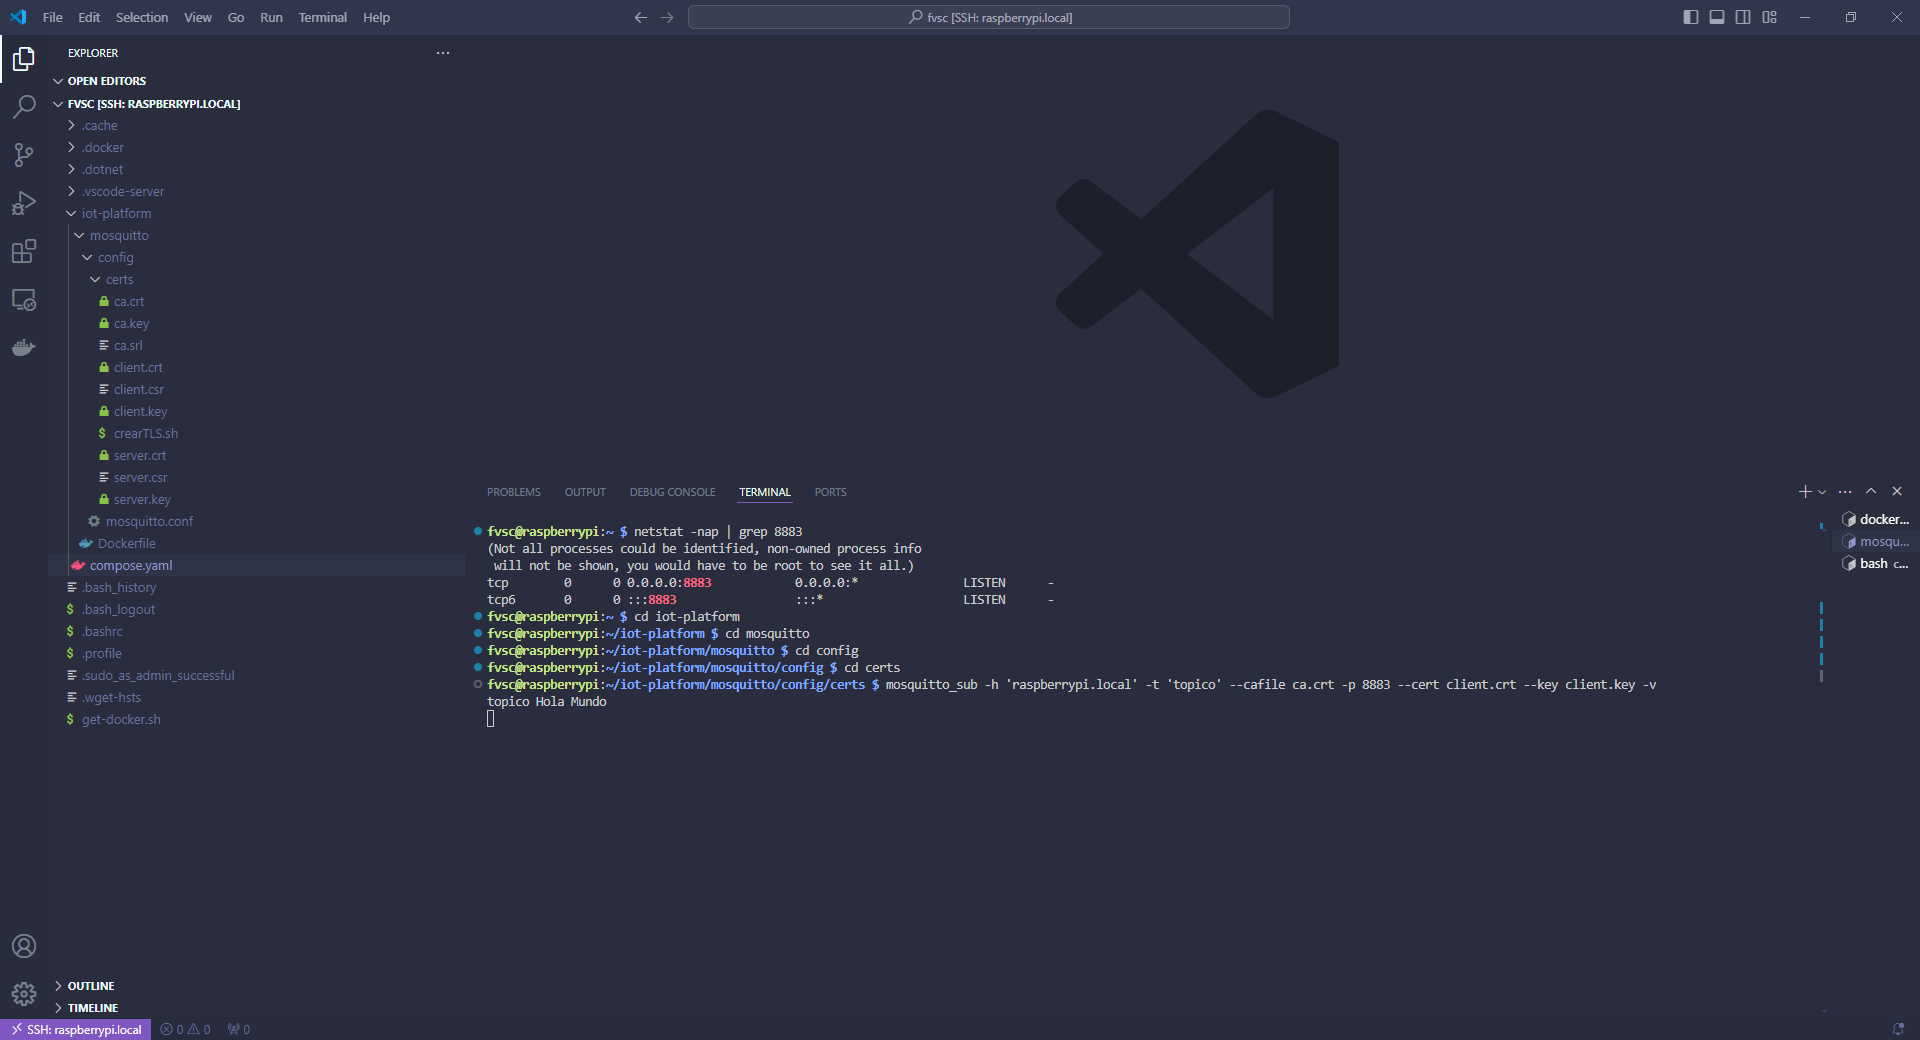 File Edit Selection View Go Run Terminal Help
fvsc [SSH: raspberrypi.local]
EXPLORER
OPEN EDITORS
FVSC [SSH: RASPBERRYPI.LOCAL]
.cache
.docker
.dotnet
.vscode-server
iot-platform
mosquitto
config
certs
ca.crt
ca.key
ca.srl
client.crt
client.csr
client.key
crearTLS.sh
server.crt
server.csr
server.key
mosquitto.conf
Dockerfile
compose.yaml
.bash_history
.bash_logout
.bashrc
.profile
.sudo_as_admin_successful
.wget-hsts
get-docker.sh
OUTLINE
TIMELINE
PROBLEMS OUTPUT DEBUG CONSOLE TERMINAL PORTS
fvsc@raspberrypi:~ $ netstat -nap | grep 8883
(Not all processes could be identified, non-owned process info
will not be shown, you would have to be root to see it all.)
tcp 0 0 0.0.0.0:8883 0.0.0.0:* LISTEN -
tcp6 0 0 :::8883 :::* LISTEN -
fvsc@raspberrypi:~ $ cd iot-platform
fvsc@raspberrypi:~/iot-platform $ cd mosquitto
fvsc@raspberrypi:~/iot-platform/mosquitto $ cd config
fvsc@raspberrypi:~/iot-platform/mosquitto/config $ cd certs
fvsc@raspberrypi:~/iot-platform/mosquitto/config/certs $ mosquitto_sub -h 'raspberrypi.local' -t 'topico' --cafile ca.crt -p 8883 --cert client.crt --key client.key -v
topico Hola Mundo
docker...
mosqu...
bash c...
SSH: raspberrypi.local 0 0 0